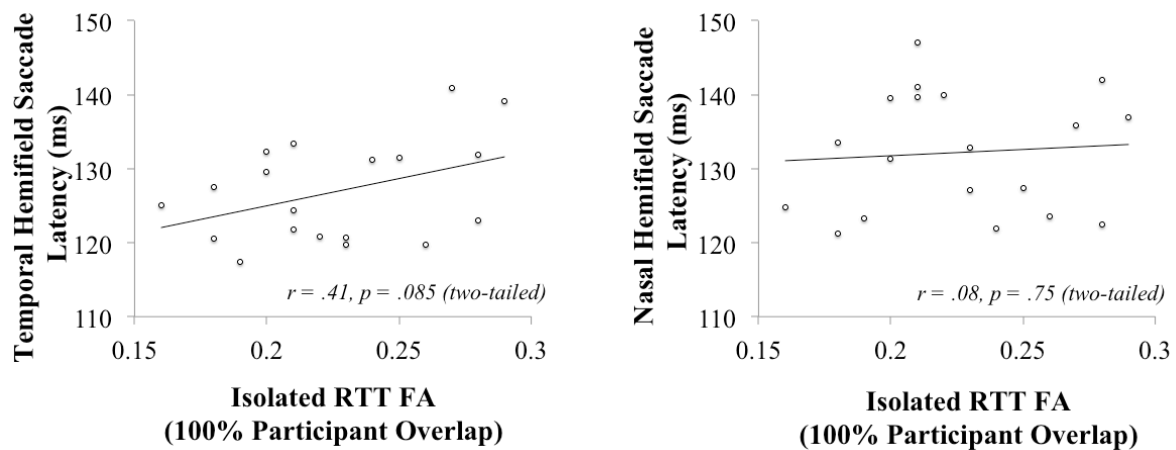 Temporal Hemifield Saccade
Latency (ms)
150
140
130
120
110
r = .41, p = .085 (two-tailed)
0.15
0.2
0.25
0.3
Isolated RTT FA
(100% Participant Overlap)
Nasal Hemifield Saccade
Latency (ms)
150
140
130
120
110
r = .08, p = .75 (two-tailed)
0.15
0.2
0.25
0.3
Isolated RTT FA
(100% Participant Overlap)